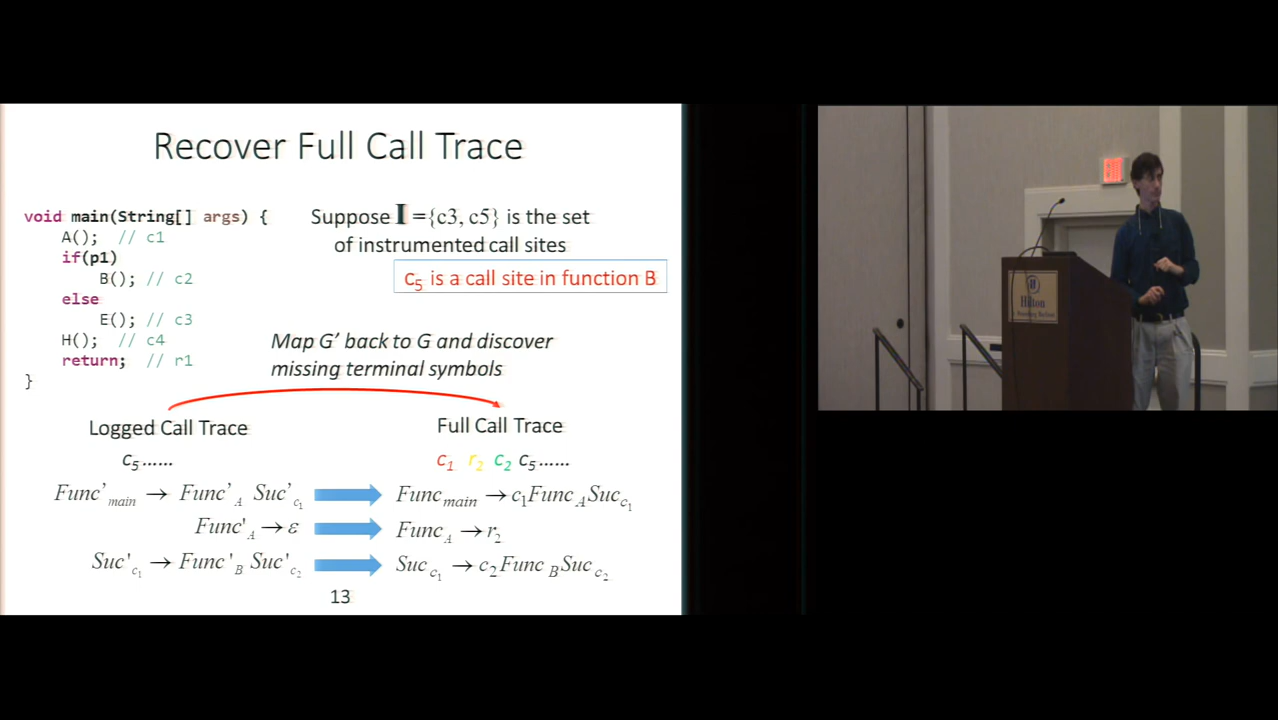 Recover Full Call Trace
void main(String[] args) {
A(); // c1
if(p1)
B(); // c2
else
E(); // c3
H(); // c4
return; // r1
}
Suppose I ={c3, c5} is the set
of instrumented call sites
c5 is a call site in function B
Map G’ back to G and discover
missing terminal symbols
Logged Call Trace
c5……
Full Call Trace
c1 r2 c2 c5……
Func’main → Func’A Suc’c1
Funcmain → c1FuncASucc1
Func'A → ε
FuncA → r2
Suc'c1 → Func'B Suc'c2
Succ1 → c2FuncBSucc2
13
Hilton